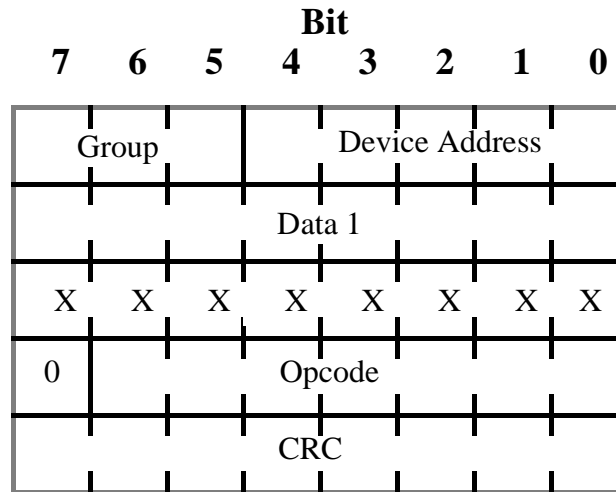 Bit
7 6 5 4 3 2 1 0
Group Device Address
Data 1
X X X X X X X X
0 Opcode
CRC